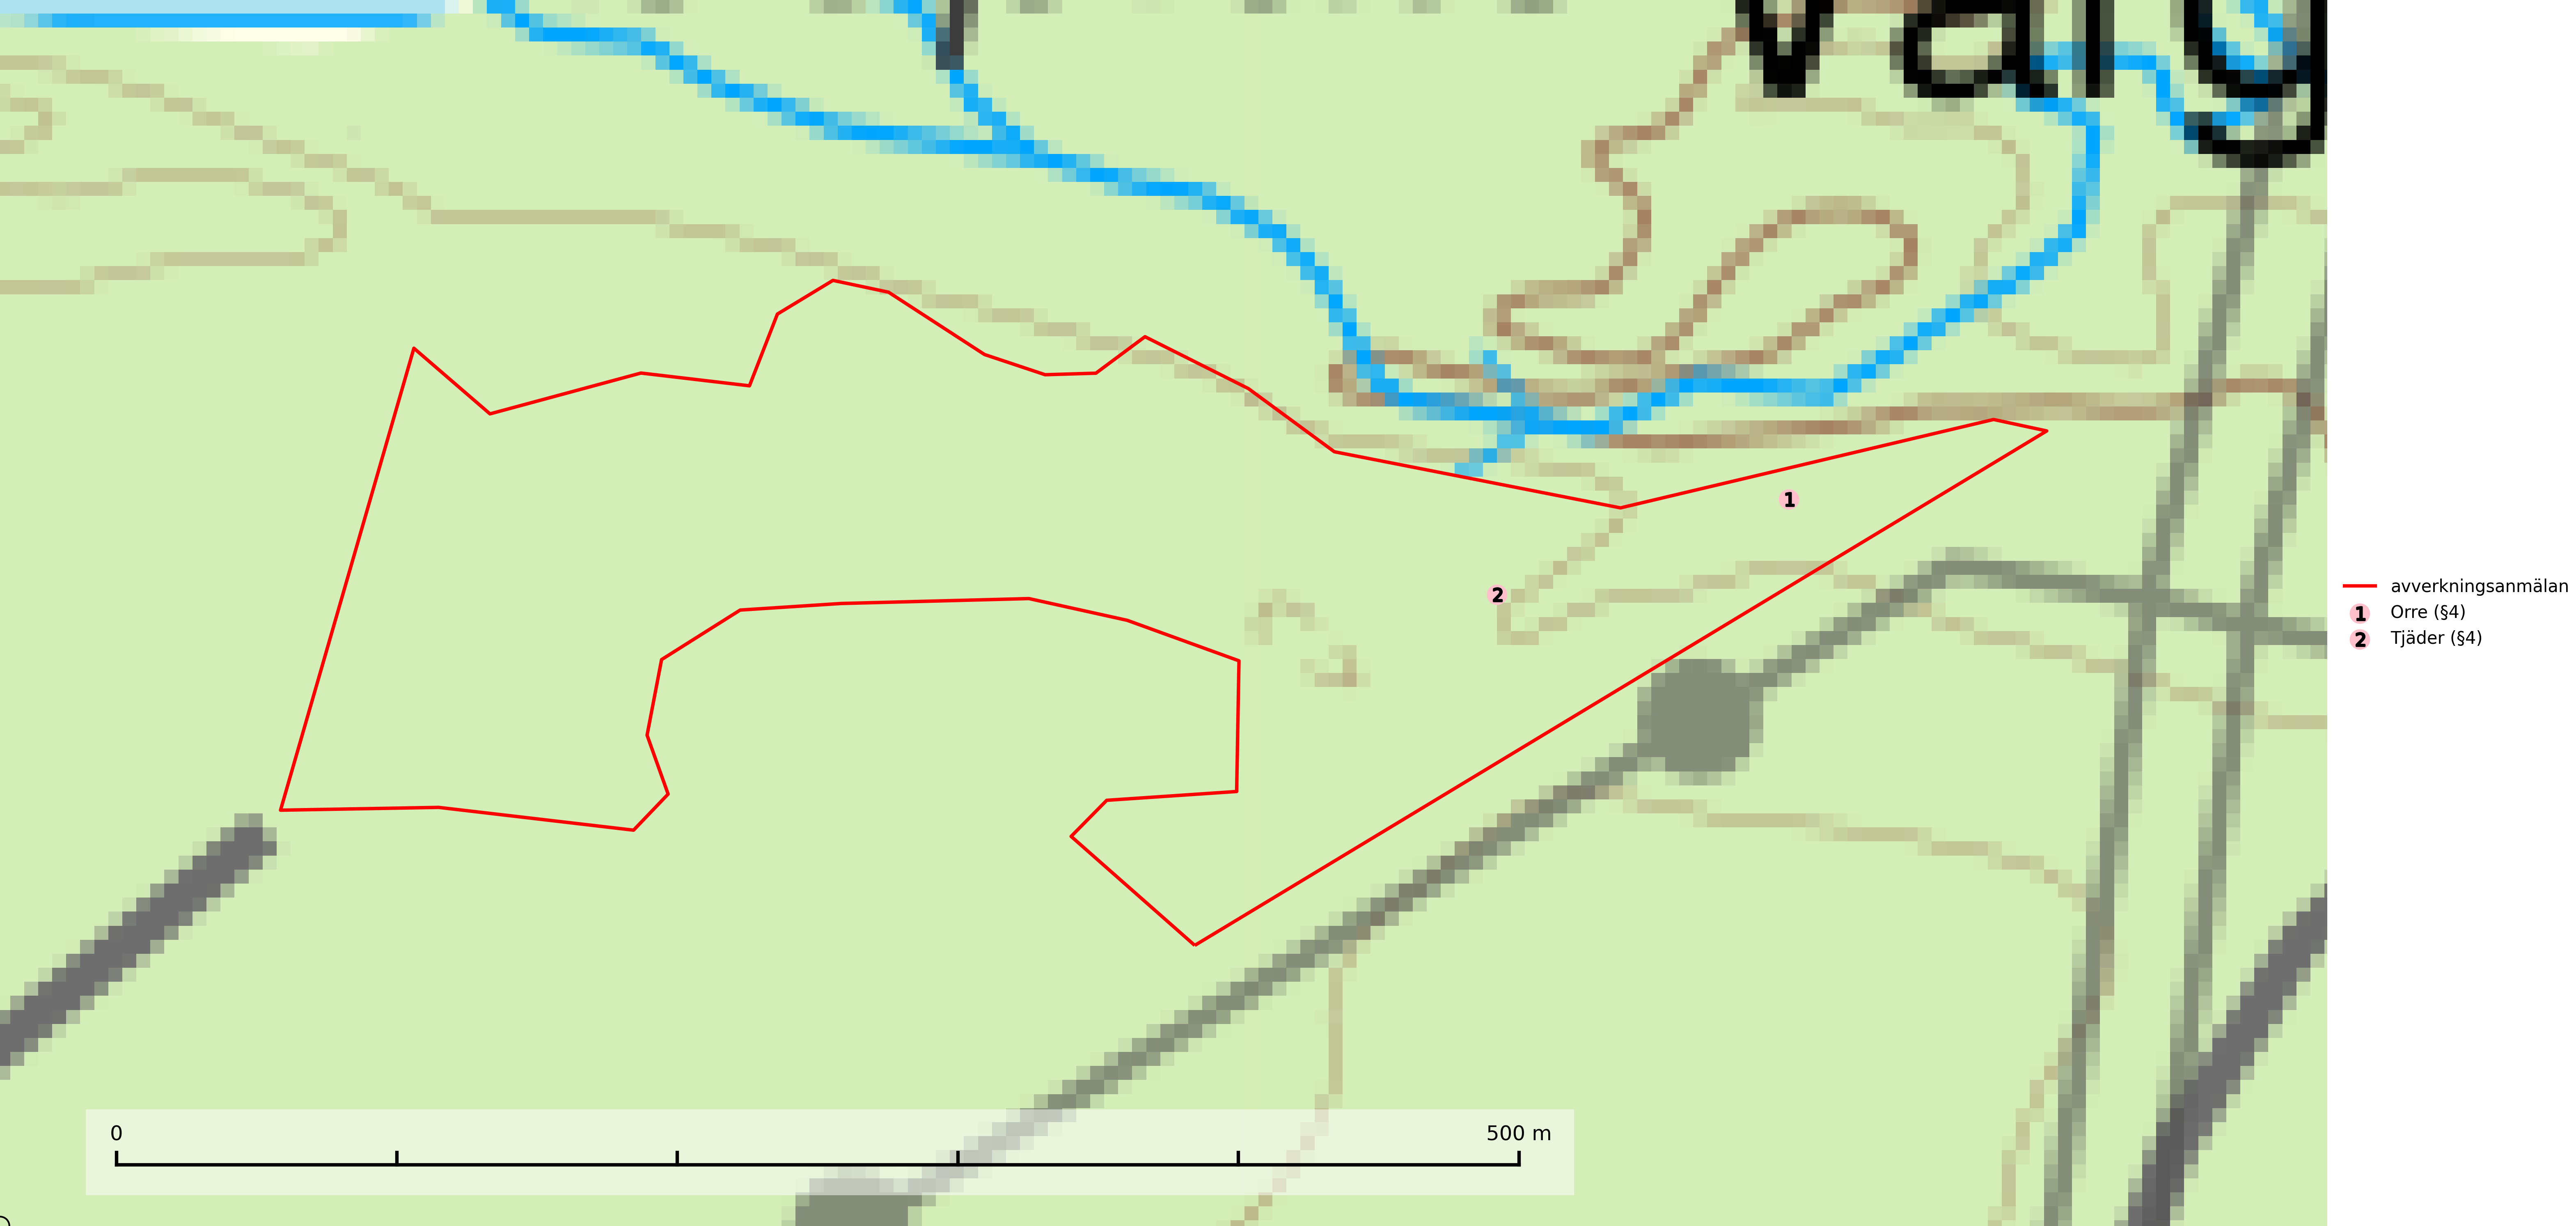 1
2
avverkningsanmälan
1 Orre (§4)
2 Tjäder (§4)
0 500 m